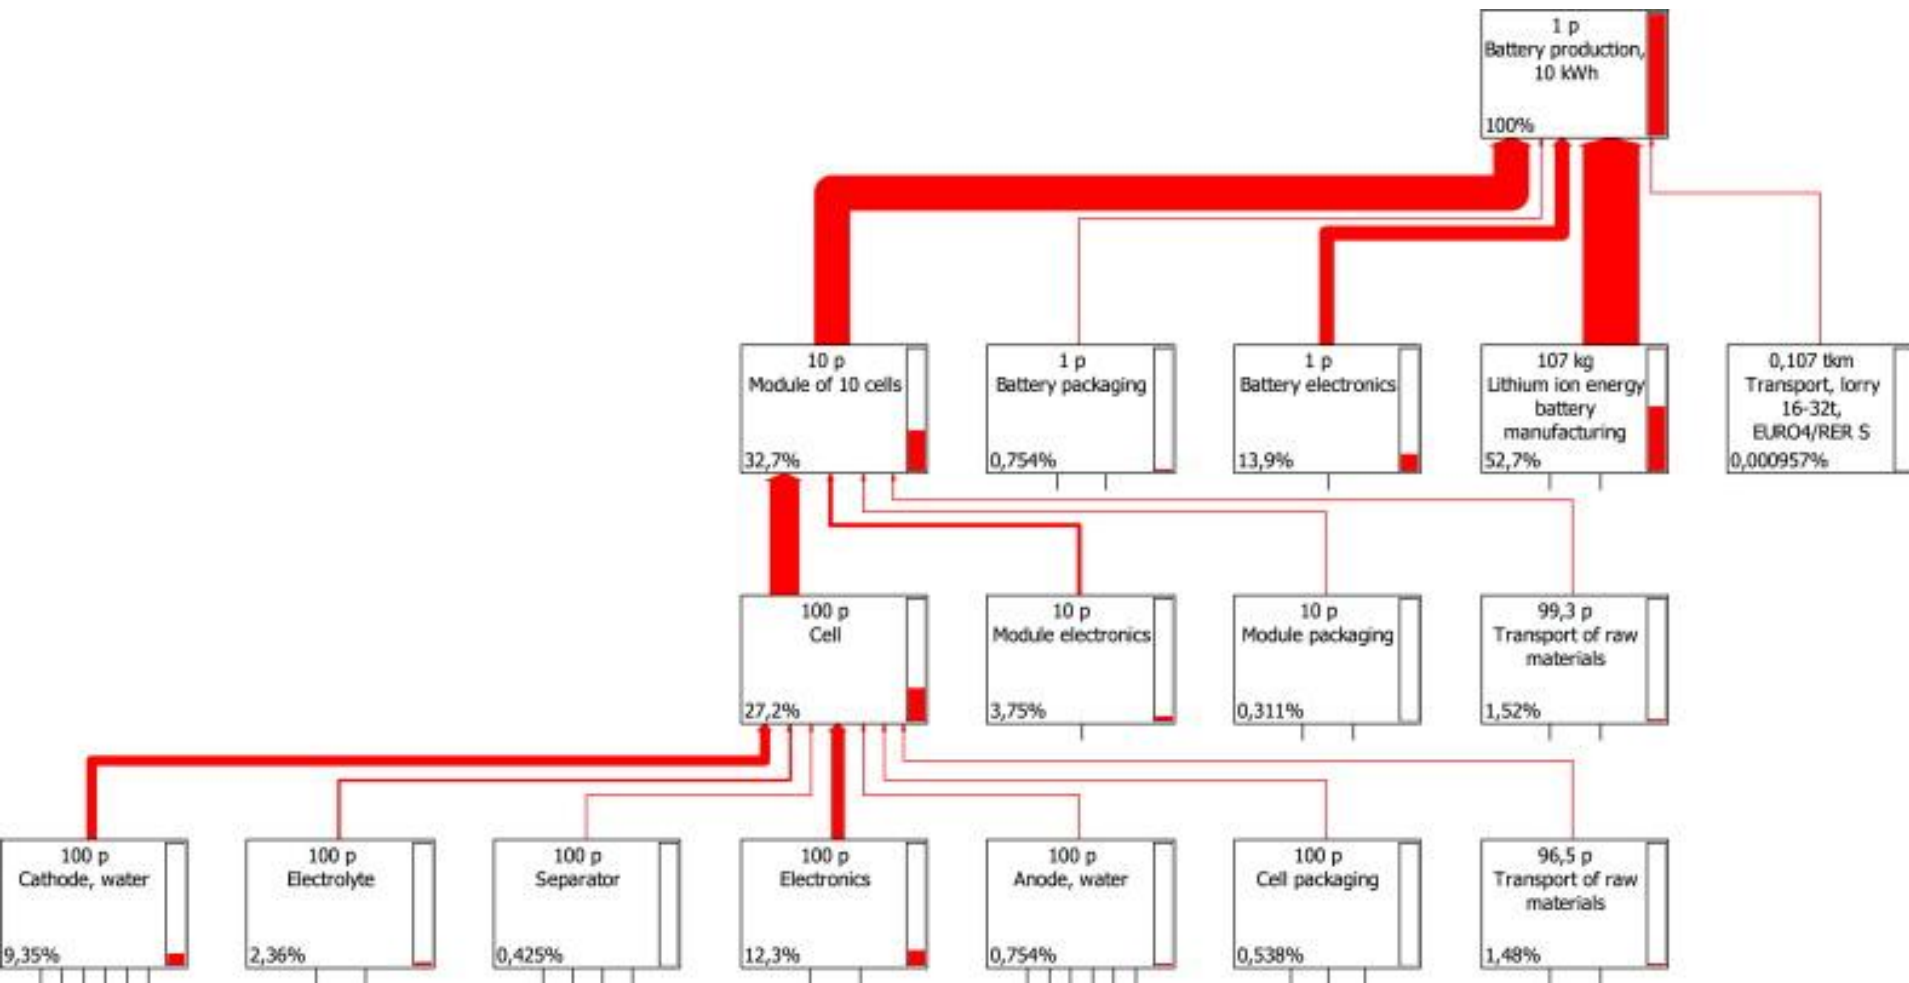 1 p
Battery production,
10 kWh
100%
10 p
Module of 10 cells
32,7%
1 p
Battery packaging
0,754%
1 p
Battery electronics
13,9%
107 kg
Lithium ion energy
battery
manufacturing
52,7%
0,107 tkm
Transport, lorry
16-32t,
EURO4/RER S
0,000957%
100 p
Cell
27,2%
10 p
Module electronics
3,75%
10 p
Module packaging
0,311%
99,3 p
Transport of raw
materials
1,52%
100 p
Cathode, water
9,35%
100 p
Electrolyte
2,36%
100 p
Separator
0,425%
100 p
Electronics
12,3%
100 p
Anode, water
0,754%
100 p
Cell packaging
0,538%
96,5 p
Transport of raw
materials
1,48%